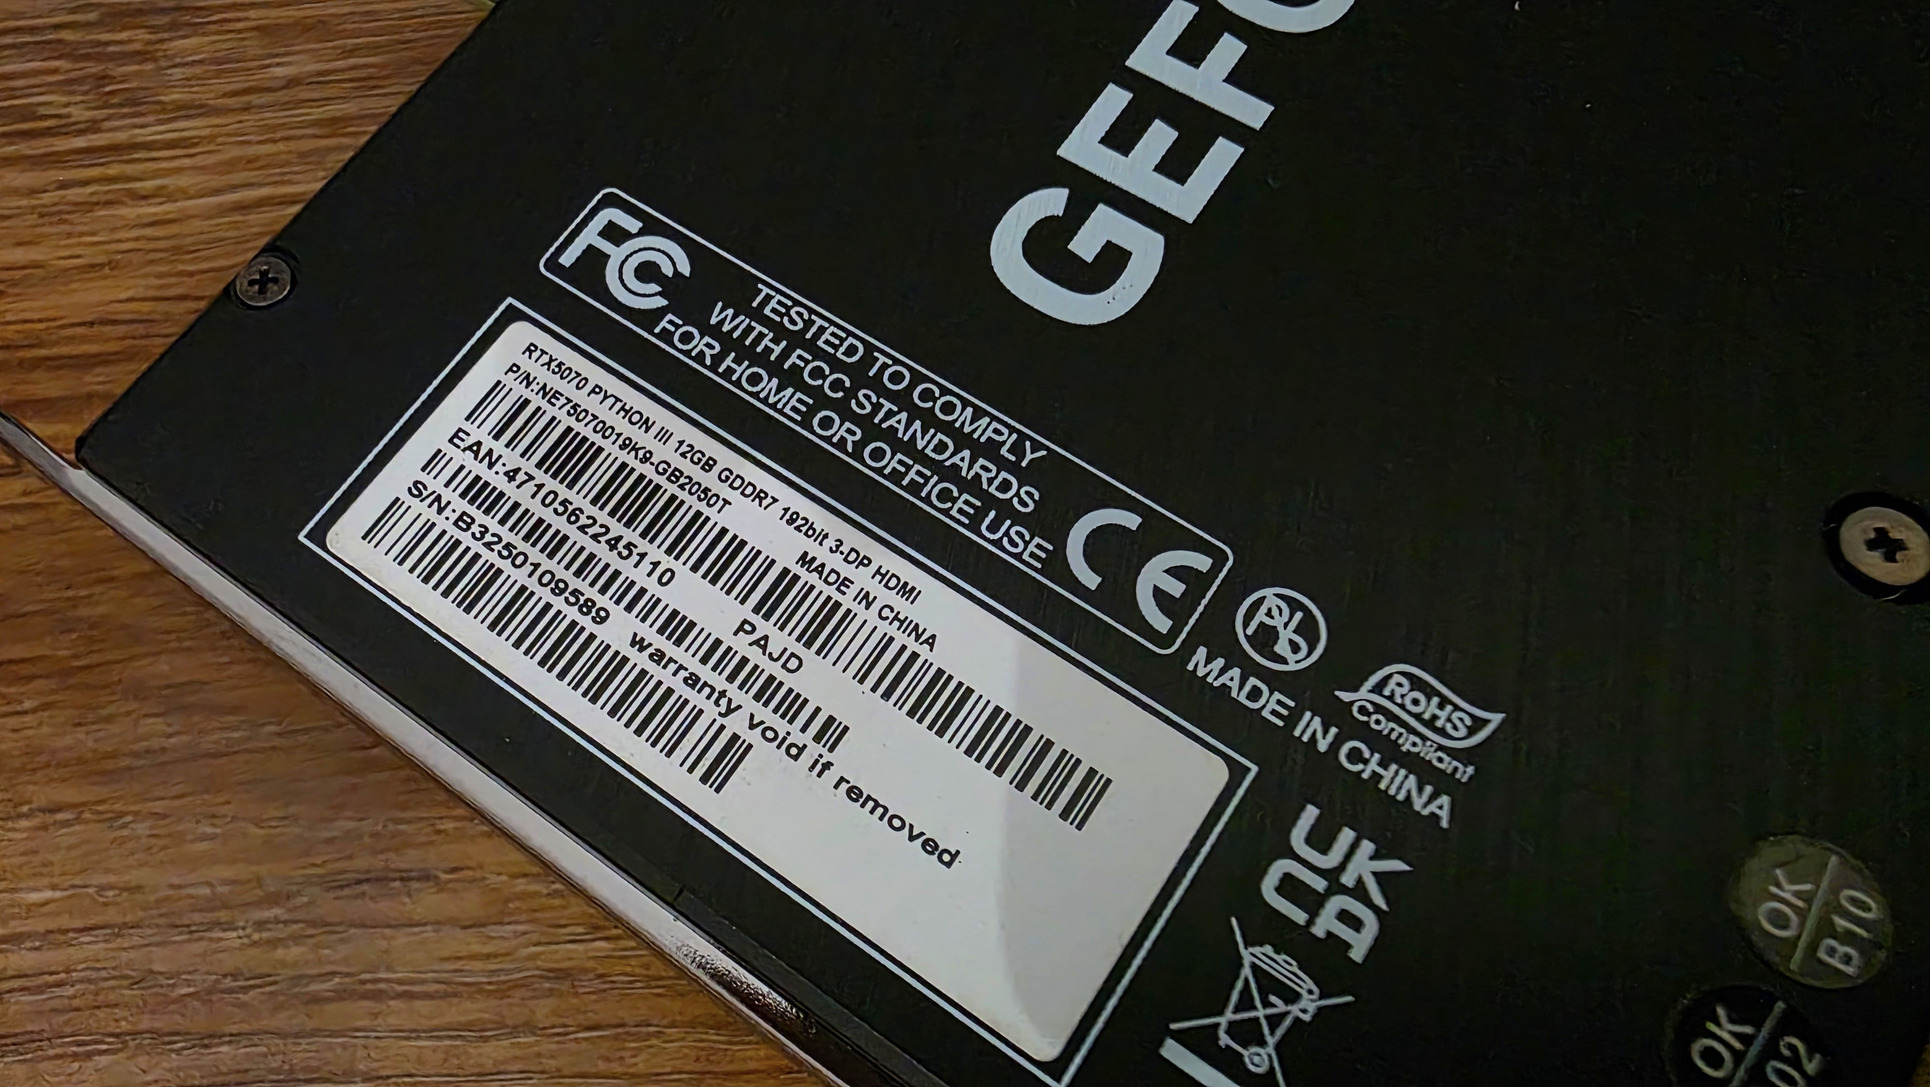 GEFO
FC
TESTED TO COMPLY
WITH FCC STANDARDS
FOR HOME OR OFFICE USE
CE
RTX5070 PYTHON III 12GB GDDR7 192bit 3-DP HDMI
P/N:NE75070019K9-GB2050T MADE IN CHINA
EAN:4710562245110 PAJD
S/N:B3250109589 warranty void if removed
Pb
RoHS
Compliant
MADE IN CHINA
UK
CA
OK
B10
OK
02